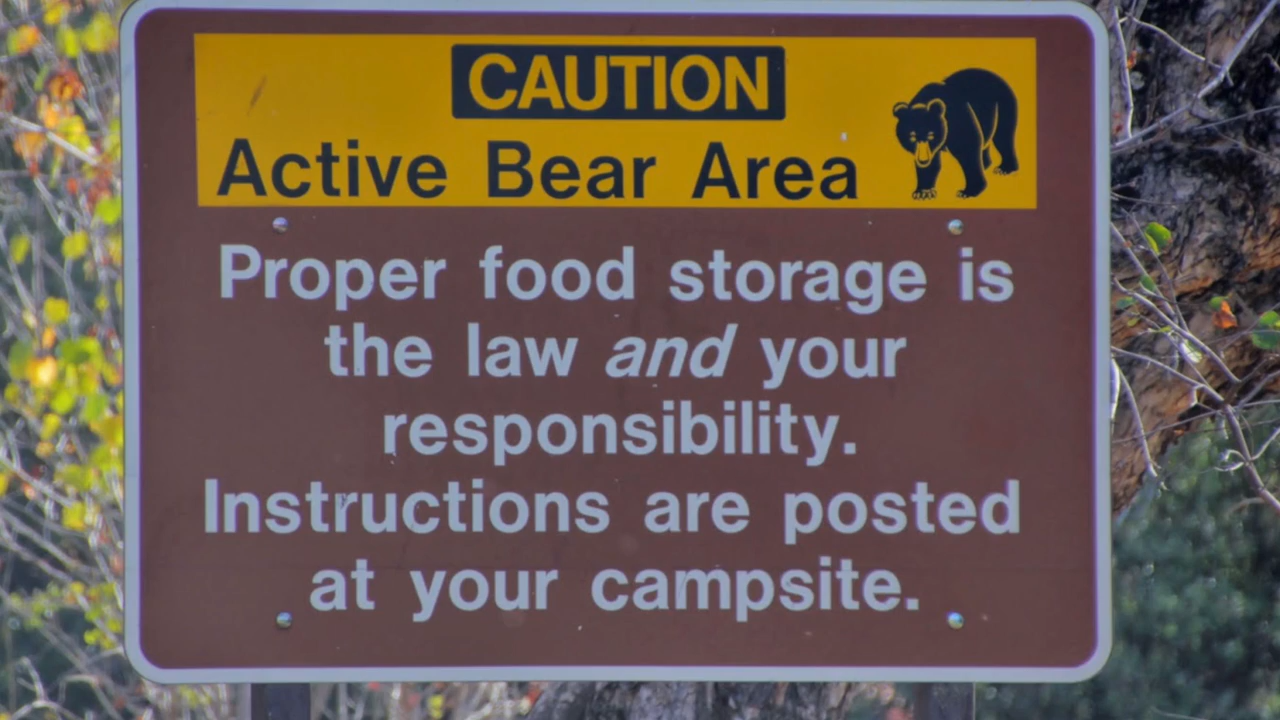 CAUTION
Active Bear Area
Proper food storage is
the law and your
responsibility.
Instructions are posted
at your campsite.